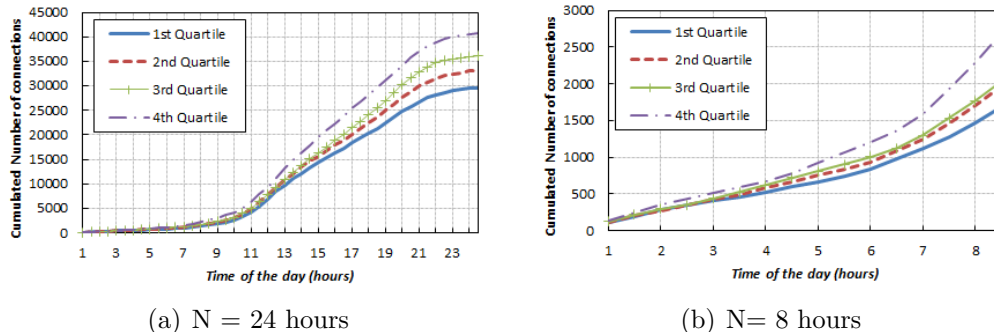 45000
40000
35000
30000
25000
20000
15000
10000
5000
0
Cumulated Number of connections
1st Quartile
2nd Quartile
3rd Quartile
4th Quartile
1 3 5 7 9 11 13 15 17 19 21 23
Time of the day (hours)
(a) N = 24 hours
3000
2500
2000
1500
1000
500
0
Cumulated Number of connections
1st Quartile
2nd Quartile
3rd Quartile
4th Quartile
1 2 3 4 5 6 7 8
Time of the day (hours)
(b) N= 8 hours